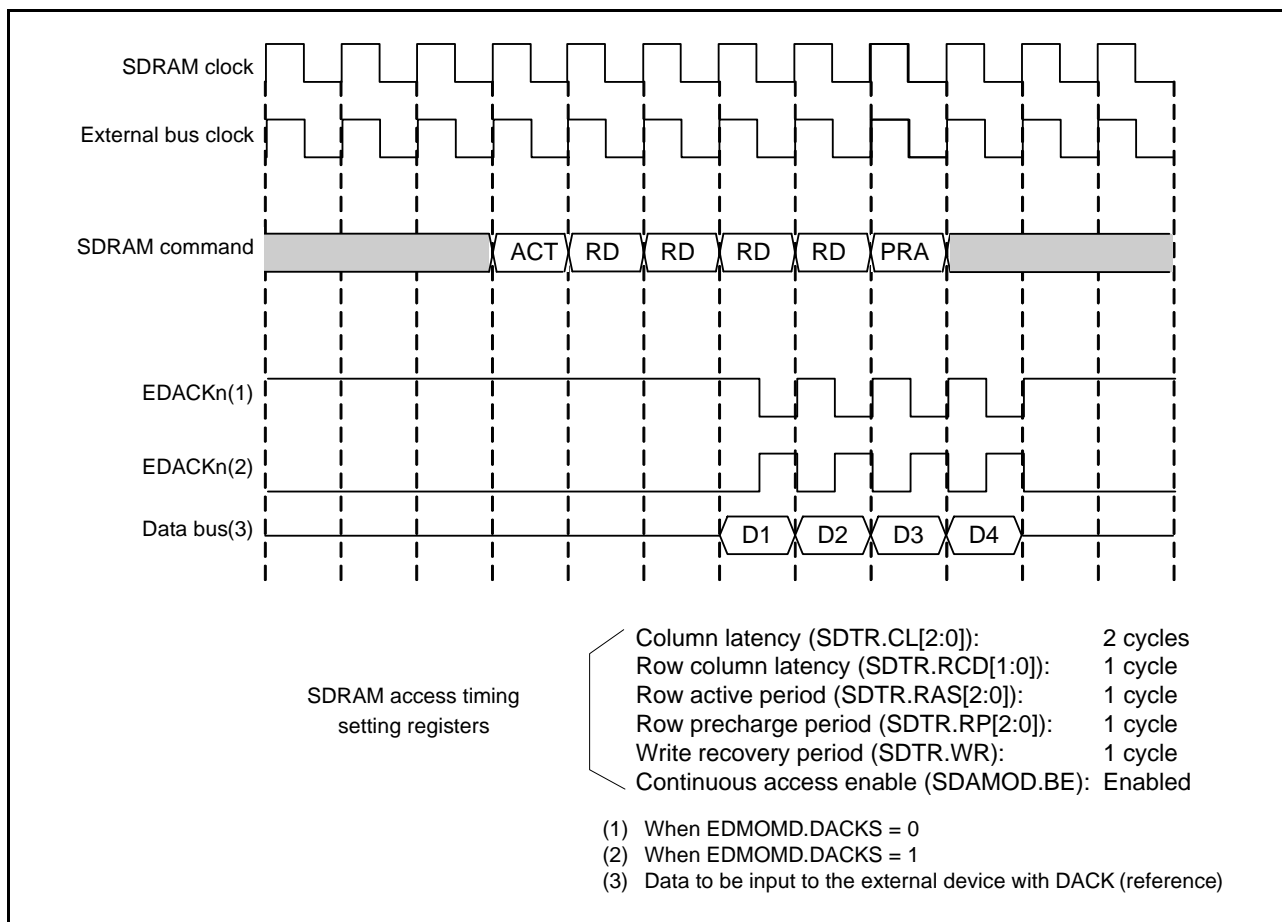 SDRAM clock
External bus clock
SDRAM command
ACT RD RD RD RD PRA
EDACKn(1)
EDACKn(2)
Data bus(3)
D1 D2 D3 D4
SDRAM access timing
setting registers
Column latency (SDTR.CL[2:0]): 2 cycles
Row column latency (SDTR.RCD[1:0]): 1 cycle
Row active period (SDTR.RAS[2:0]): 1 cycle
Row precharge period (SDTR.RP[2:0]): 1 cycle
Write recovery period (SDTR.WR): 1 cycle
Continuous access enable (SDAMOD.BE): Enabled
(1) When EDMOMD.DACKS = 0
(2) When EDMOMD.DACKS = 1
(3) Data to be input to the external device with DACK (reference)